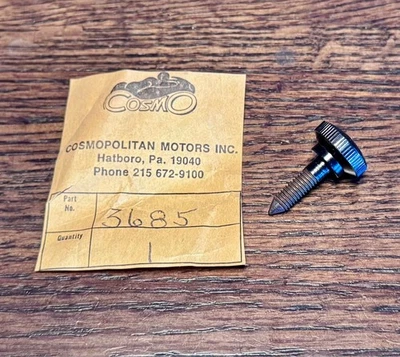 COSMO
COSMOPOLITAN MOTORS INC.
Hatboro, Pa. 19040
Phone 215 672-9100
Part
No.
3685
Quantity
1